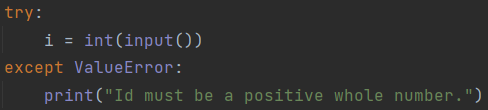 try:
    i = int(input())
except ValueError:
    print("Id must be a positive whole number.")